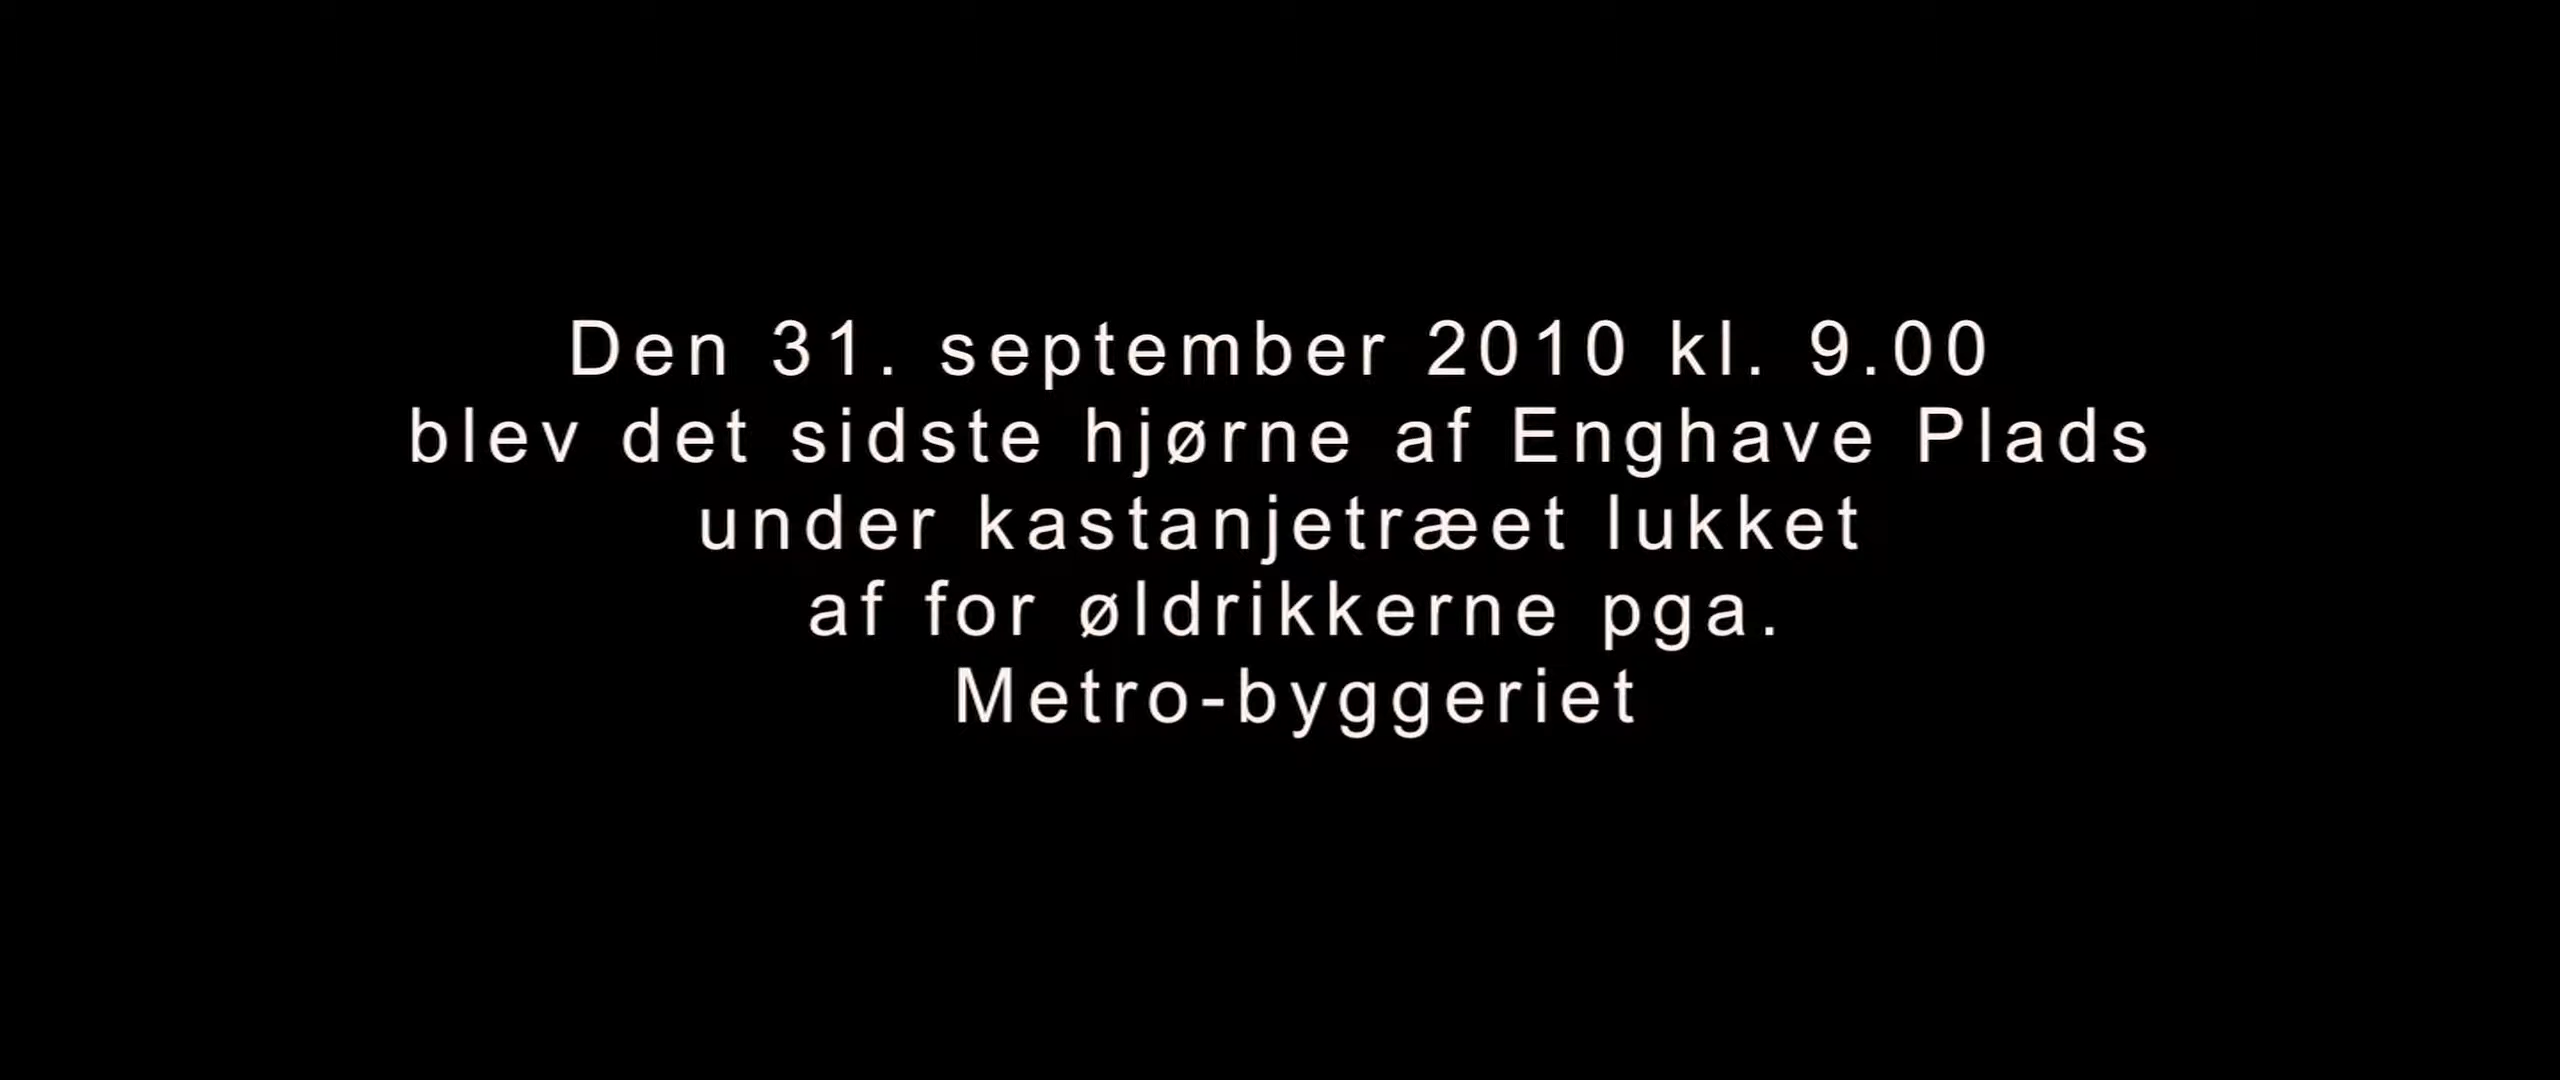 Den 31. september 2010 kl. 9.00
blev det sidste hjørne af Enghave Plads
under kastanjetræet lukket
af for øldrikkerne pga.
Metro-byggeriet